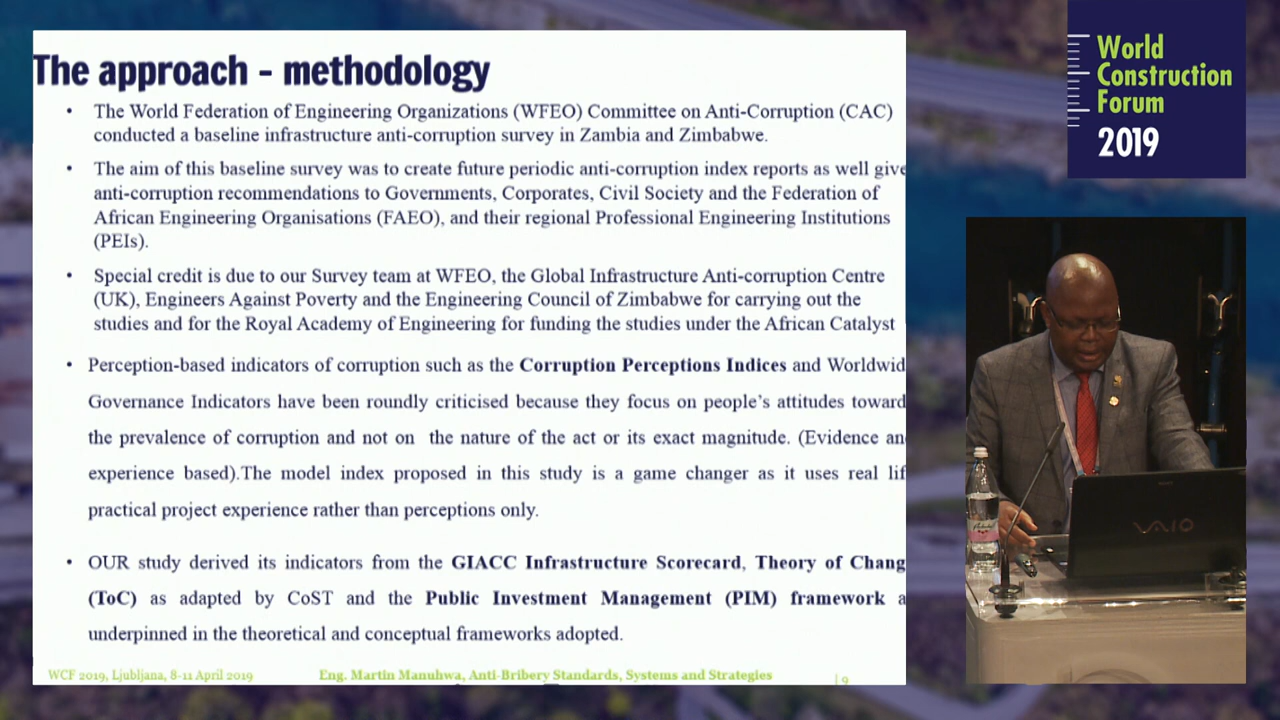 The approach - methodology
• The World Federation of Engineering Organizations (WFEO) Committee on Anti-Corruption (CAC)
conducted a baseline infrastructure anti-corruption survey in Zambia and Zimbabwe.
• The aim of this baseline survey was to create future periodic anti-corruption index reports as well give
anti-corruption recommendations to Governments, Corporates, Civil Society and the Federation of
African Engineering Organisations (FAEO), and their regional Professional Engineering Institutions
(PEIs).
• Special credit is due to our Survey team at WFEO, the Global Infrastructure Anti-corruption Centre
(UK), Engineers Against Poverty and the Engineering Council of Zimbabwe for carrying out the
studies and for the Royal Academy of Engineering for funding the studies under the African Catalyst
• Perception-based indicators of corruption such as the Corruption Perceptions Indices and Worldwid
Governance Indicators have been roundly criticised because they focus on people's attitudes toward
the prevalence of corruption and not on the nature of the act or its exact magnitude. (Evidence an
experience based).The model index proposed in this study is a game changer as it uses real lif
practical project experience rather than perceptions only.
• OUR study derived its indicators from the GIACC Infrastructure Scorecard, Theory of Chang
(ToC) as adapted by CoST and the Public Investment Management (PIM) framework a
underpinned in the theoretical and conceptual frameworks adopted.
WCF 2019, Ljubljana, 8-11 April 2019 Eng. Martin Manuhwa, Anti-Bribery Standards, Systems and Strategies | 9
World
Construction
Forum
2019
VAIO